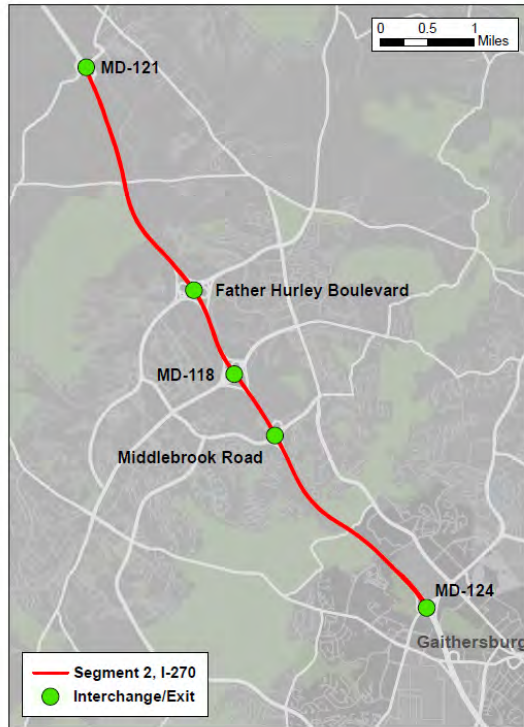 0 0.5 1
Miles
MD-121
Father Hurley Boulevard
MD-118
Middlebrook Road
MD-124
Gaithersburg
Segment 2, I-270
Interchange/Exit